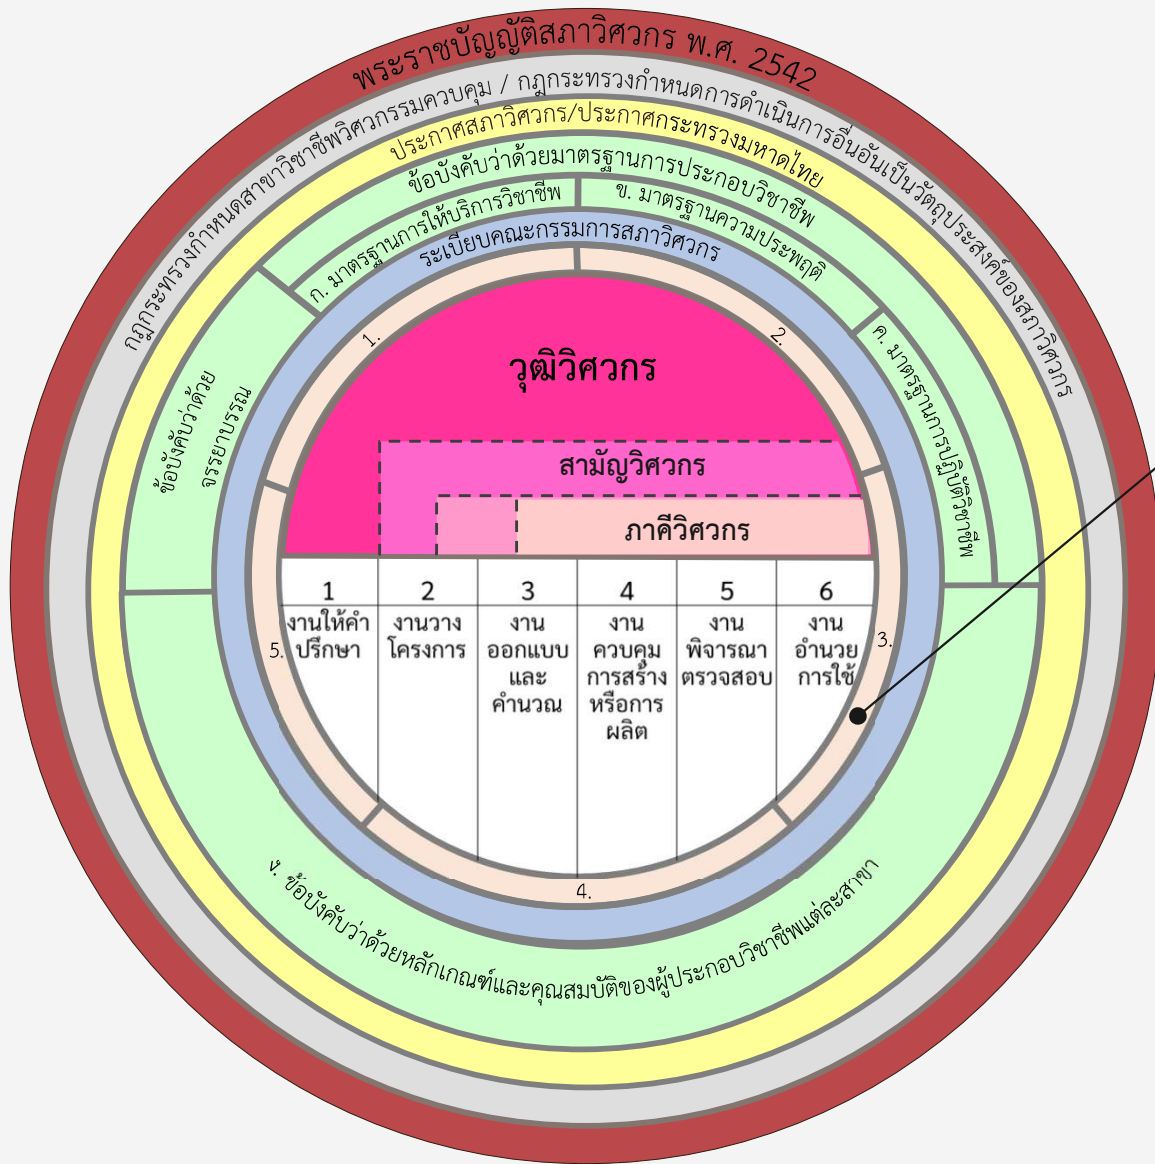 พระราชบัญญัติสภาวิศวกร พ.ศ. 2542
กฎกระทรวงกำหนดสาขาวิชาชีพวิศวกรรมควบคุม / กฎกระทรวงกำหนดการดำเนินการอื่นอันเป็นวัตถุประสงค์ของสภาวิศวกร
ประกาศสภาวิศวกร/ประกาศกระทรวงมหาดไทย
ข้อบังคับว่าด้วยมาตรฐานการประกอบวิชาชีพ
ก. มาตรฐานการให้บริการวิชาชีพ
ข. มาตรฐานความประพฤติ
ค. มาตรฐานการปฏิบัติวิชาชีพ
ข้อบังคับว่าด้วย
จรรยาบรรณ
ระเบียบคณะกรรมการสภาวิศวกร
1.
2.
วุฒิวิศวกร
สามัญวิศวกร
ภาคีวิศวกร
1
งานให้คำ
ปรึกษา
2
งานวาง
โครงการ
3
งาน
ออกแบบ
และ
คำนวณ
4
งาน
ควบคุม
การสร้าง
หรือการ
ผลิต
5
งาน
พิจารณา
ตรวจสอบ
6
งาน
อำนวย
การใช้
3.
5.
4.
ง. ข้อบังคับว่าด้วยหลักเกณฑ์และคุณสมบัติของผู้ประกอบวิชาชีพแต่ละสาขา